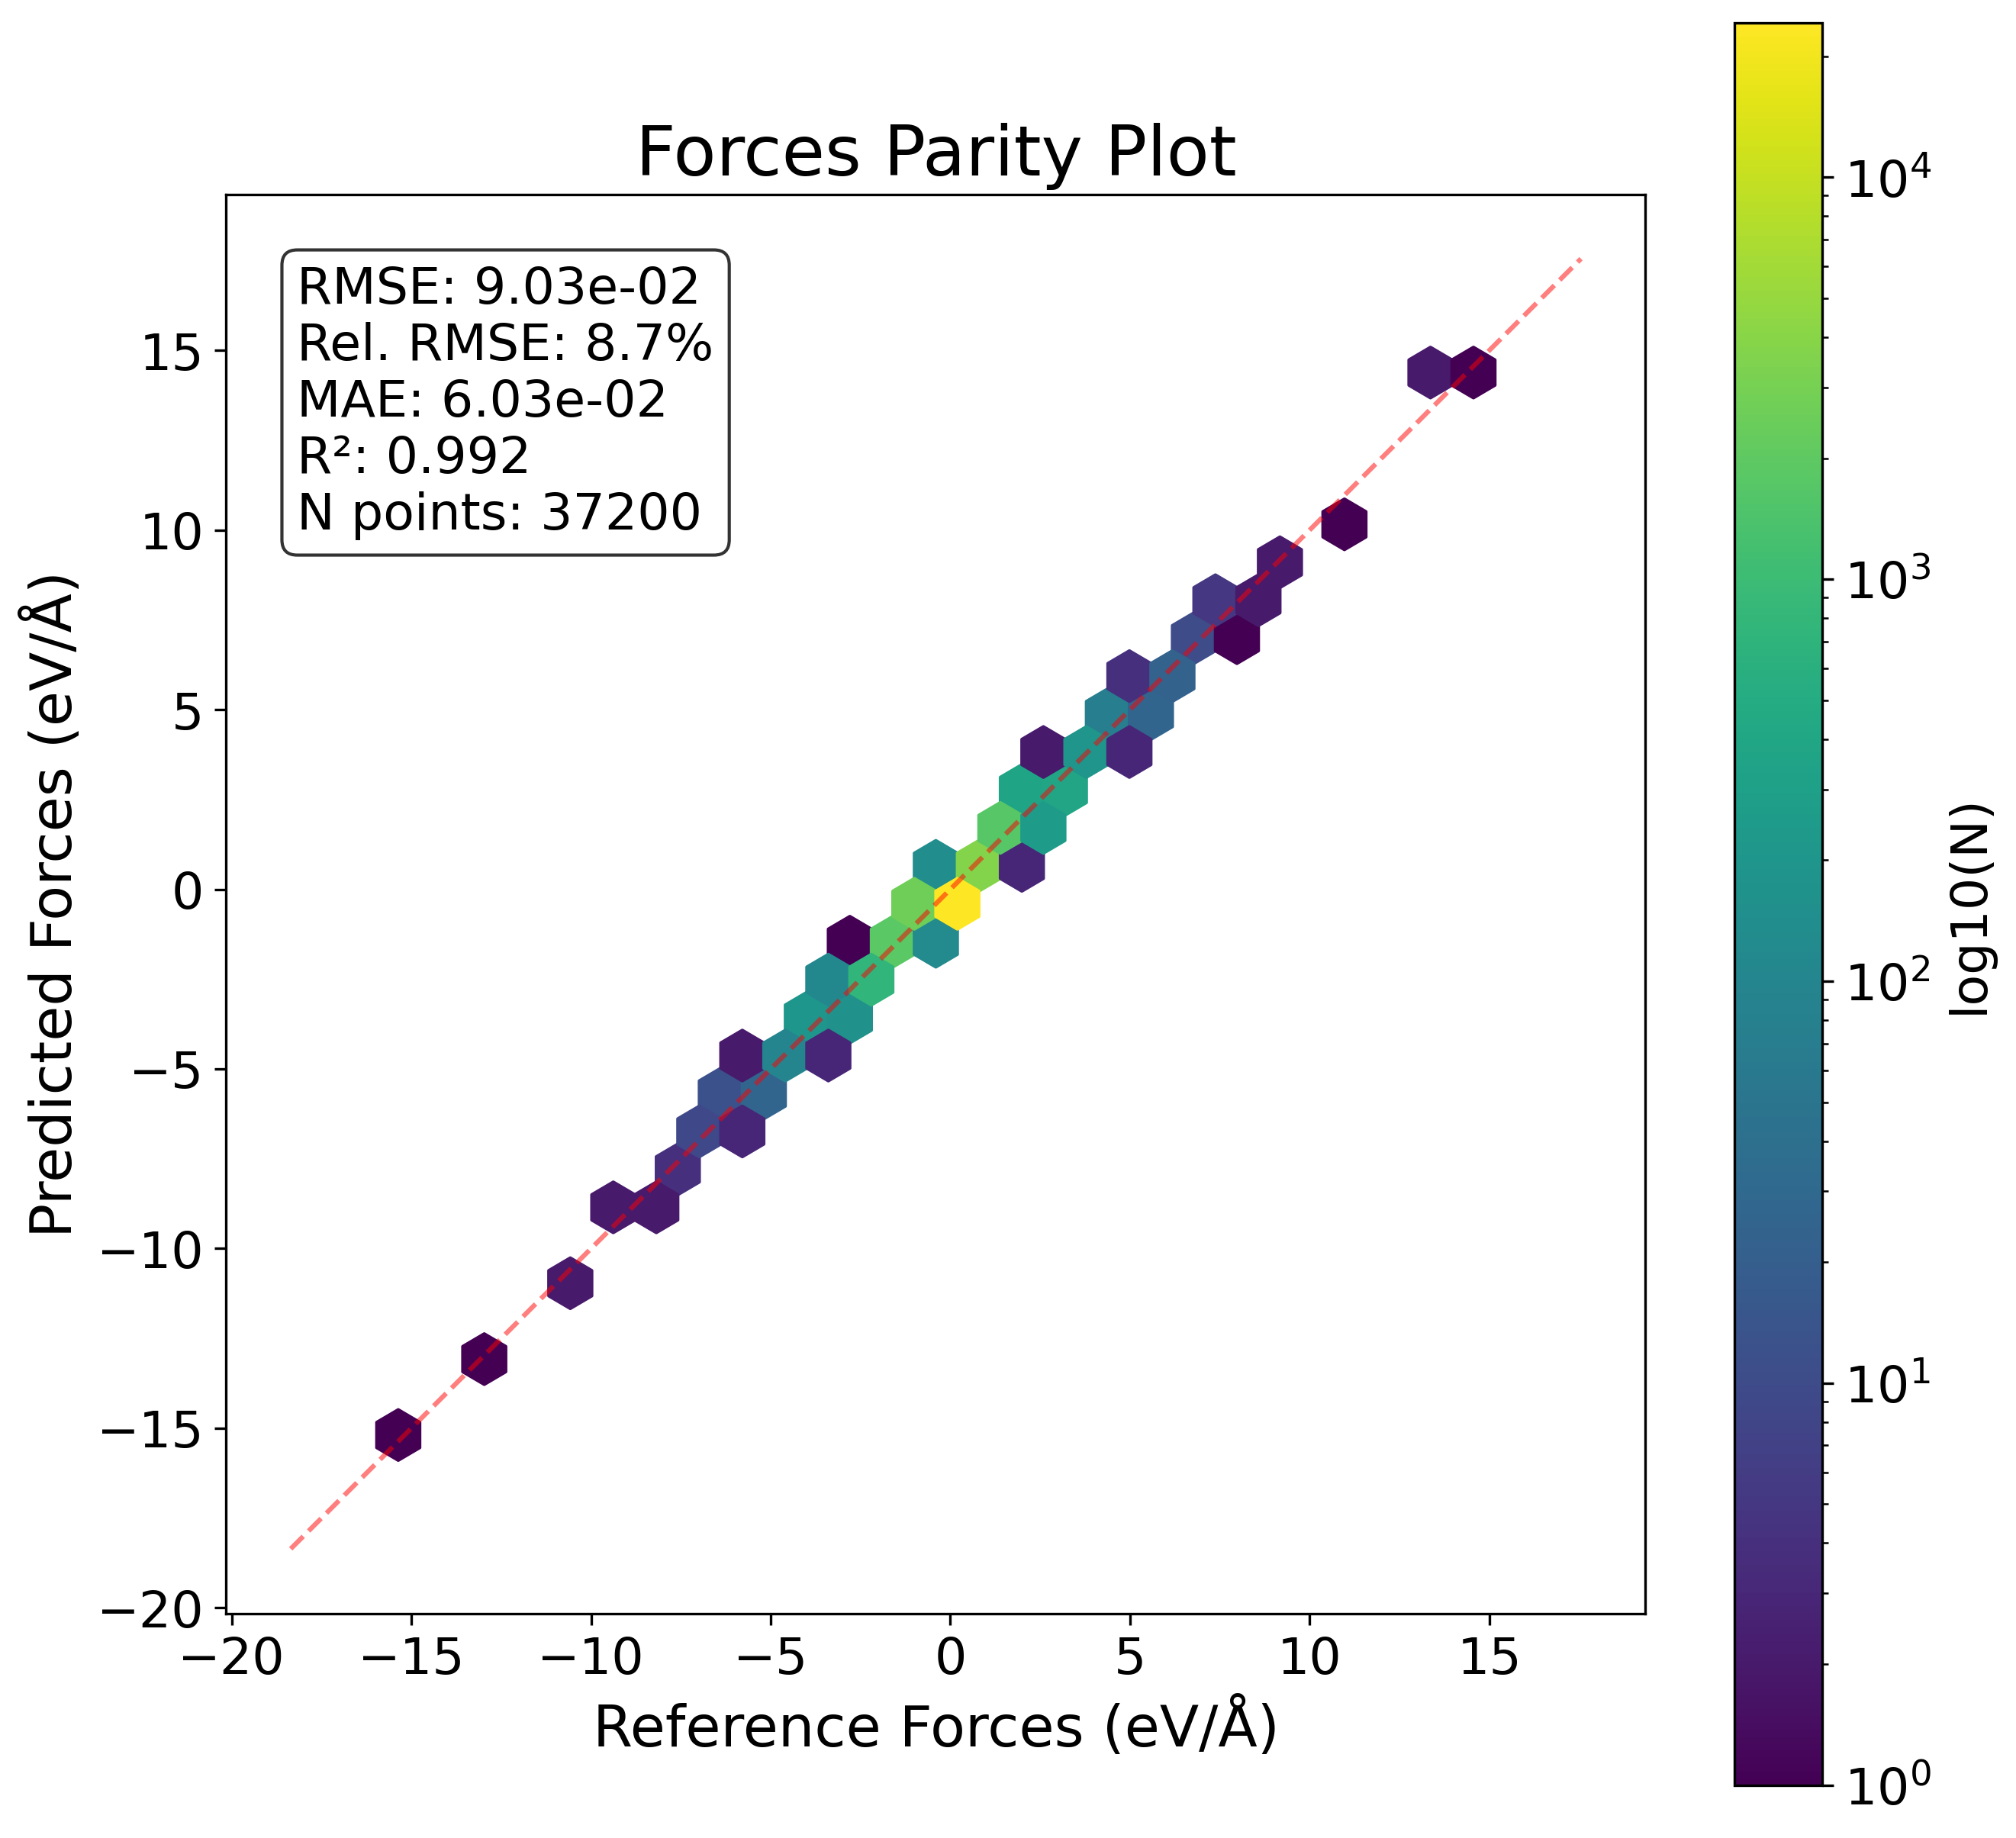 Forces Parity Plot
RMSE: 9.03e-02
Rel. RMSE: 8.7%
MAE: 6.03e-02
R²: 0.992
N points: 37200
Predicted Forces (eV/Å)
15
10
5
0
−5
−10
−15
−20
−20 −15 −10 −5 0 5 10 15
Reference Forces (eV/Å)
10⁴
10³
10²
10¹
10⁰
log10(N)